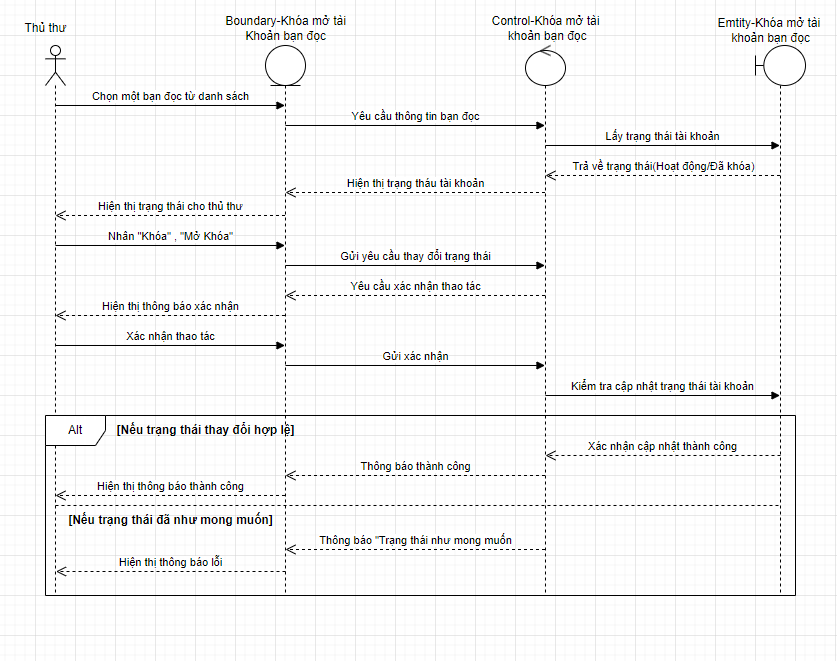 Thủ thư
Boundary-Khóa mở tài
Khoản bạn đọc
Control-Khóa mở tài
khoản bạn đọc
Emtity-Khóa mở tài
khoản bạn đọc
Chọn một bạn đọc từ danh sách
Yêu cầu thông tin bạn đọc
Lấy trạng thái tài khoản
Trả về trạng thái(Hoạt động/Đã khóa)
Hiện thị trạng tháu tài khoản
Hiện thị trạng thái cho thủ thư
Nhấn "Khóa" , "Mở Khóa"
Gửi yêu cầu thay đổi trạng thái
Yêu cầu xác nhận thao tác
Hiện thị thông báo xác nhận
Xác nhận thao tác
Gửi xác nhận
Kiểm tra cập nhật trạng thái tài khoản
Alt
[Nếu trạng thái thay đổi hợp lệ]
Xác nhận cập nhật thành công
Thông báo thành công
Hiện thị thông báo thành công
[Nếu trạng thái đã như mong muốn]
Thông báo "Trạng thái như mong muốn
Hiện thị thông báo lỗi